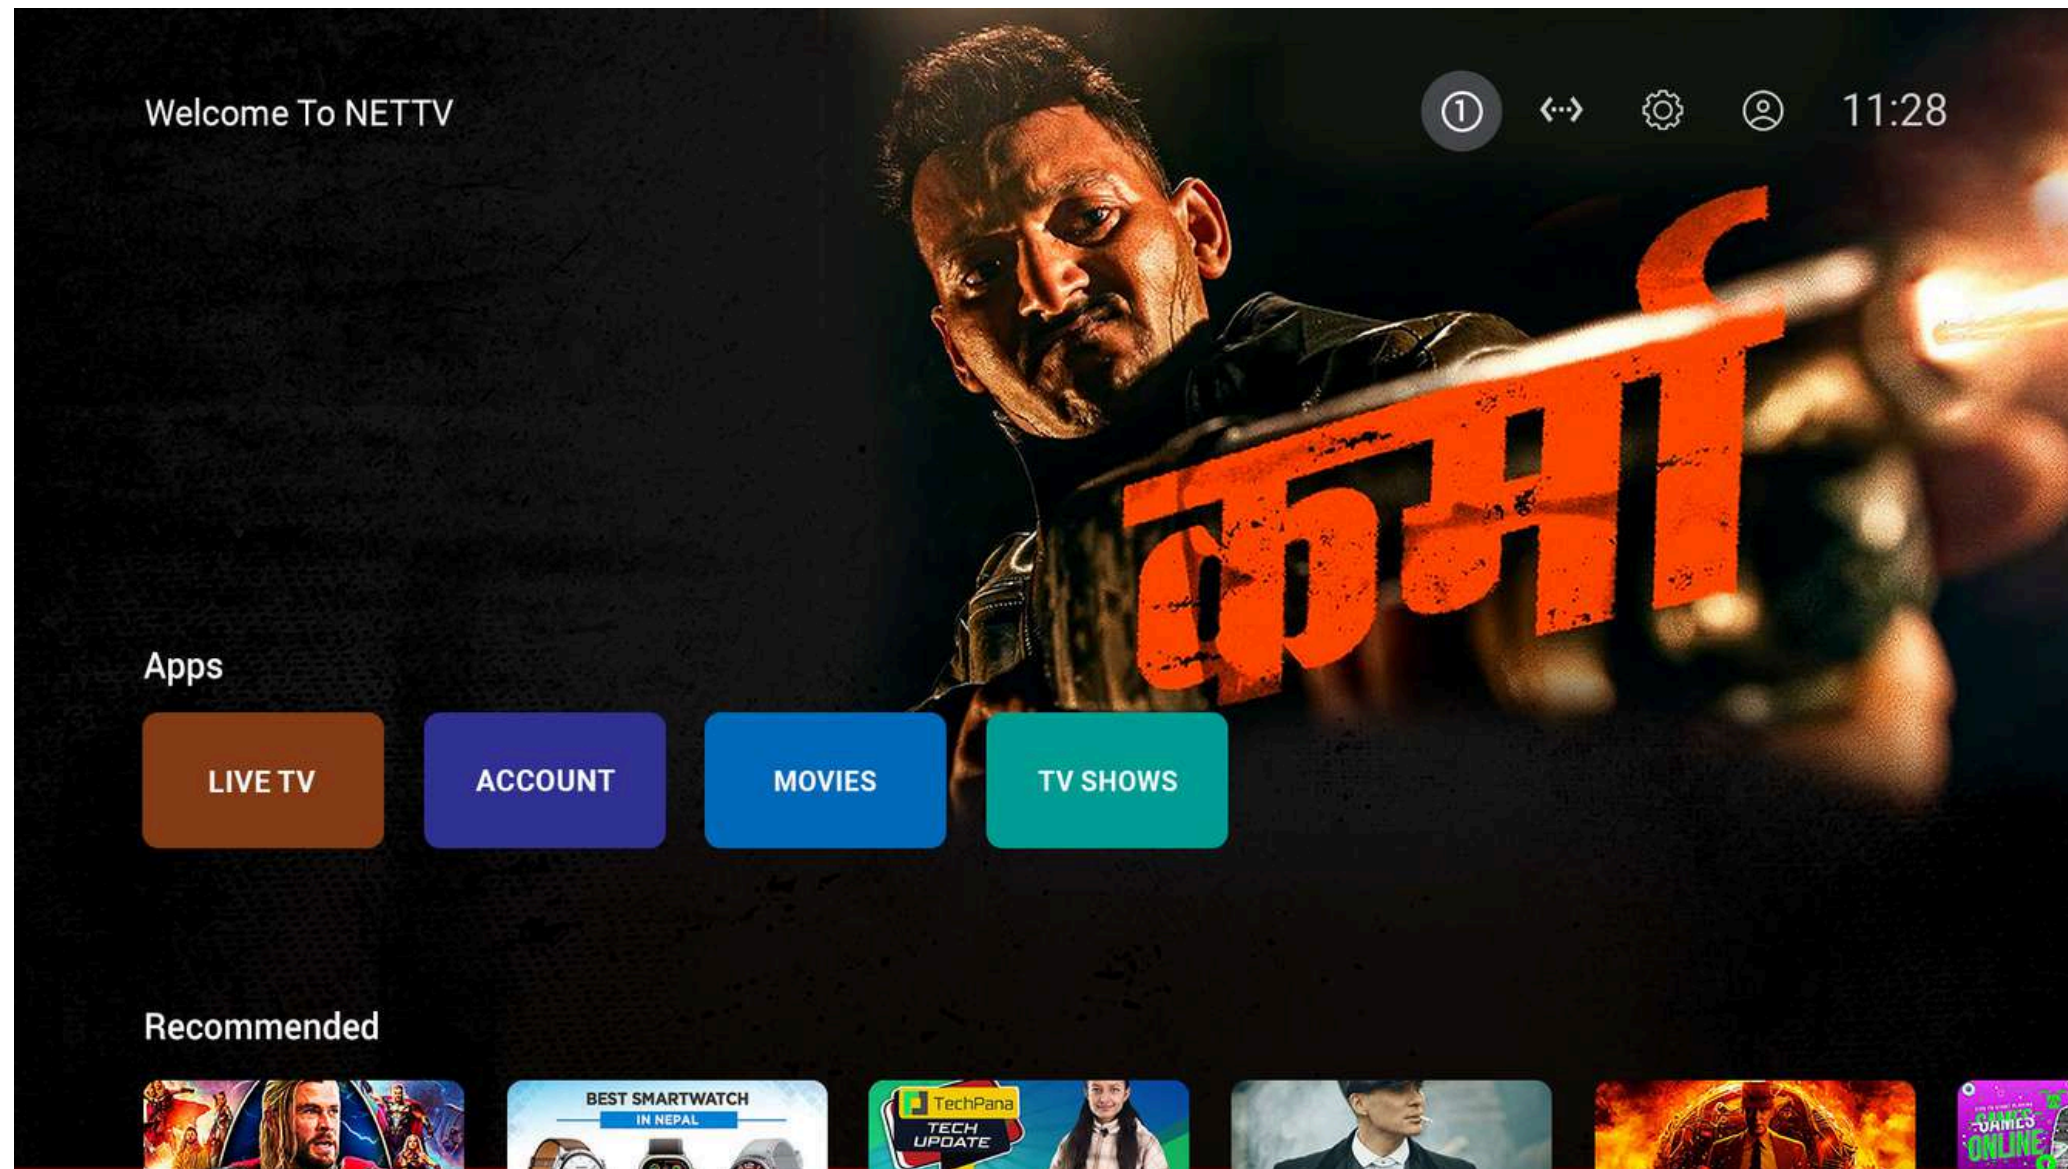 Welcome To NETTV
1
11:28
कर्मा
Apps
LIVE TV
ACCOUNT
MOVIES
TV SHOWS
Recommended
BEST SMARTWATCH
IN NEPAL
TechPana
TECH
UPDATE
GAMES
ONLINE